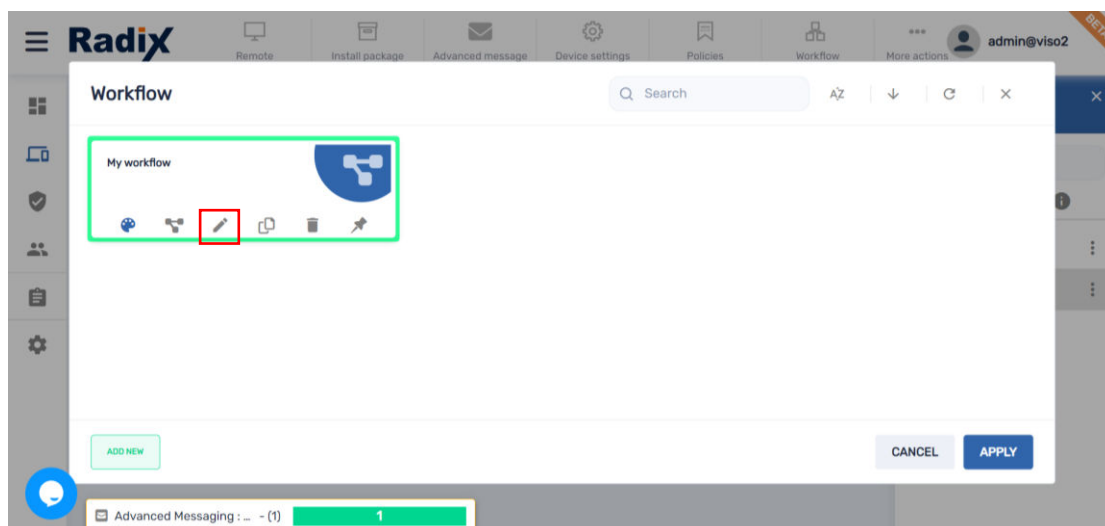 BETA
Radix
Remote
Install package
Advanced message
Device settings
Policies
Workflow
More actions
admin@viso2
Workflow
Search
AZ
My workflow
ADD NEW
CANCEL
APPLY
Advanced Messaging : ... - (1)
1